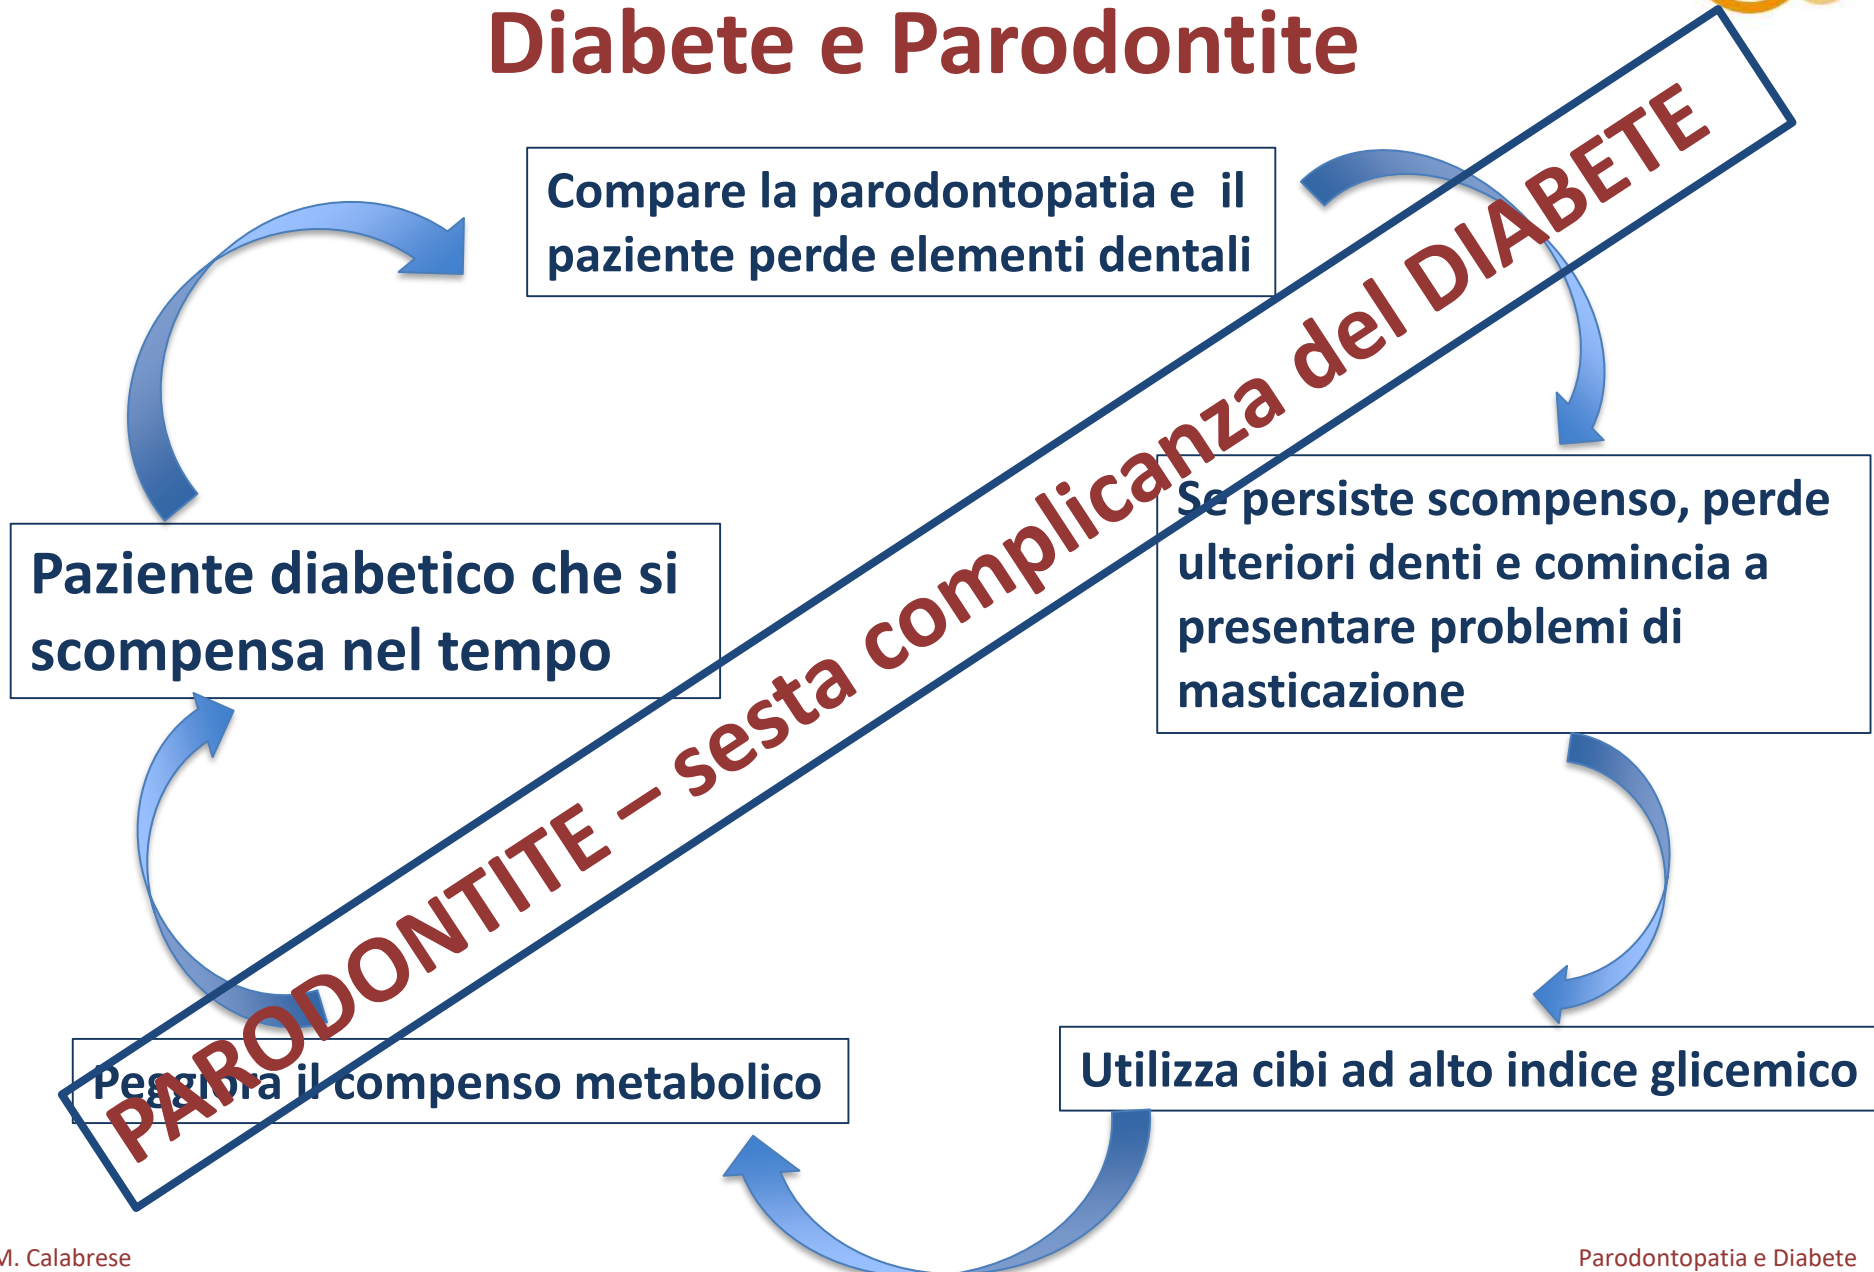 Diabete e Parodontite
Compare la parodontopatia e il
paziente perde elementi dentali
Se persiste scompenso, perde
ulteriori denti e comincia a
presentare problemi di
masticazione
Utilizza cibi ad alto indice glicemico
Peggiora il compenso metabolico
Paziente diabetico che si
scompensa nel tempo
PARODONTITE – sesta complicanza del DIABETE
M. Calabrese
Parodontopatia e Diabete